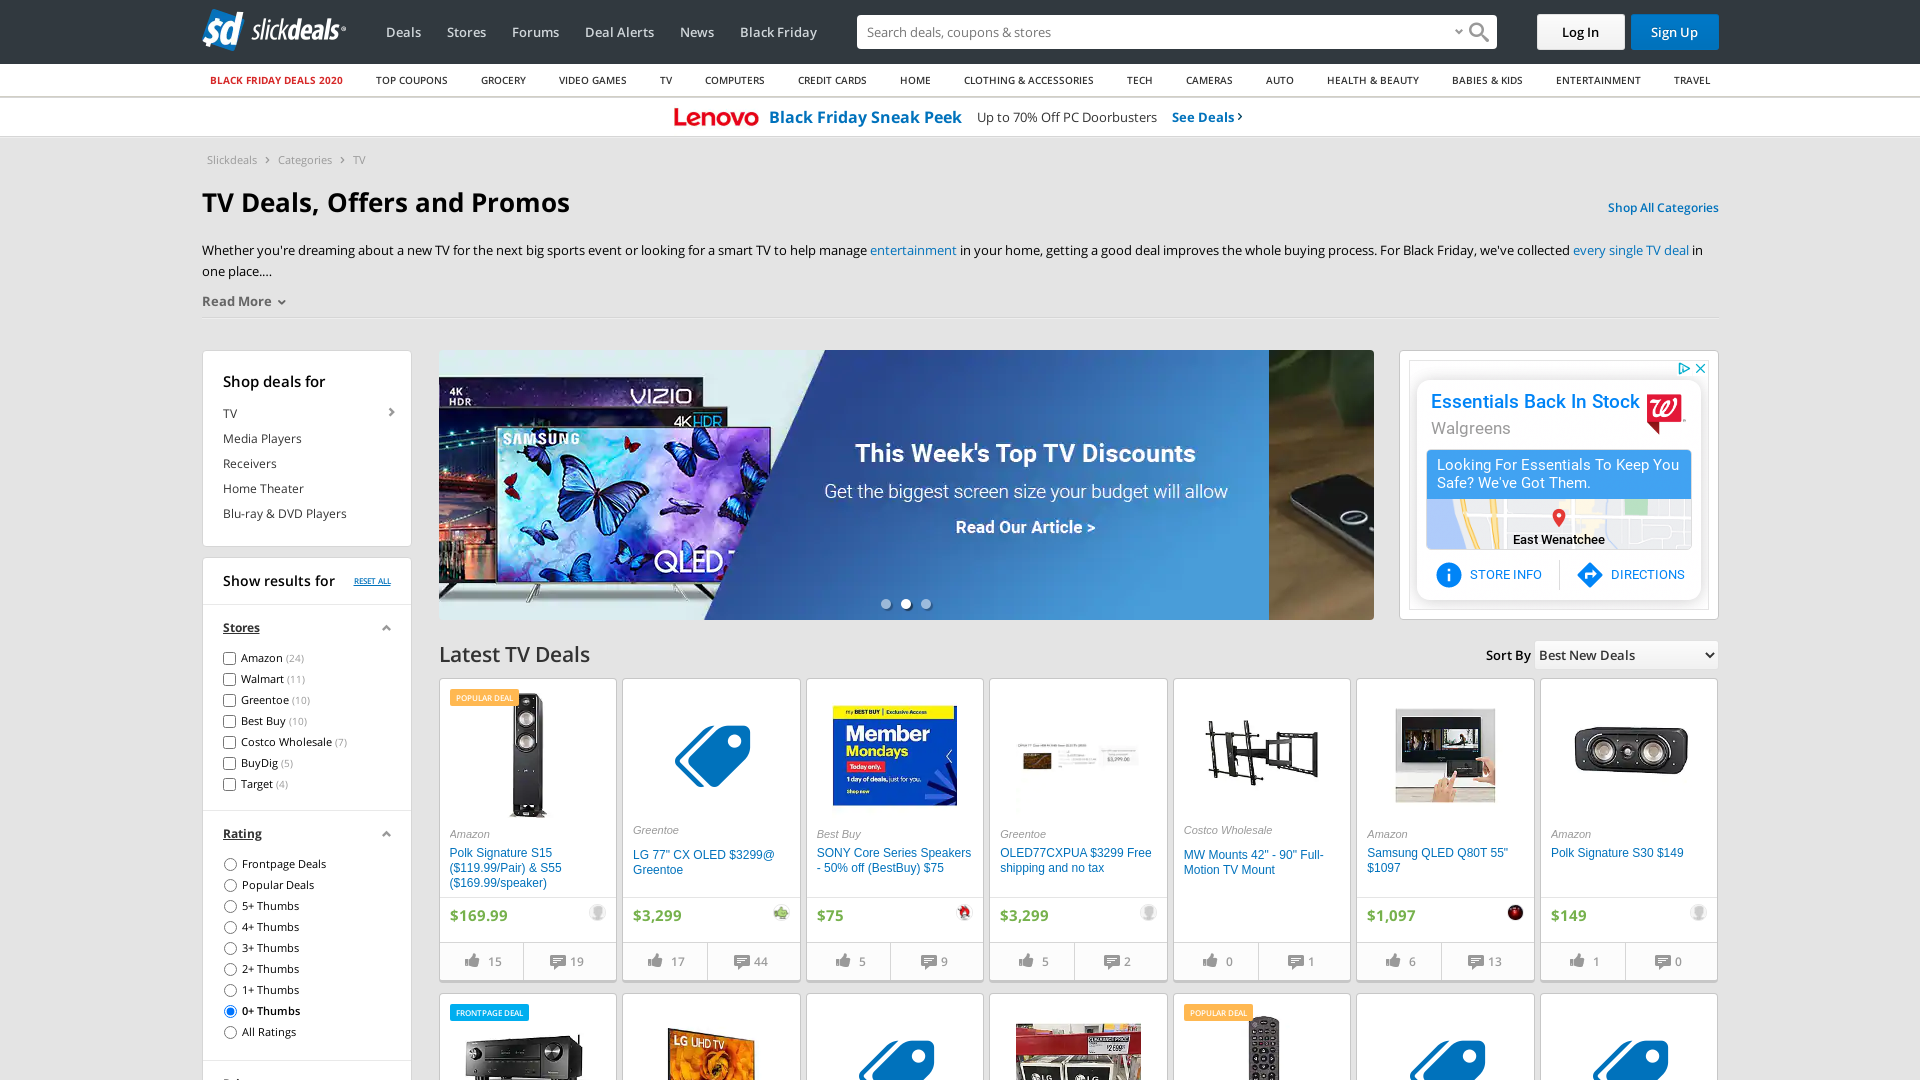 slickdeals
Deals Stores Forums Deal Alerts News Black Friday
Search deals, coupons & stores
Log In
Sign Up
BLACK FRIDAY DEALS 2020 TOP COUPONS GROCERY VIDEO GAMES TV COMPUTERS CREDIT CARDS HOME CLOTHING & ACCESSORIES TECH CAMERAS AUTO HEALTH & BEAUTY BABIES & KIDS ENTERTAINMENT TRAVEL
Lenovo Black Friday Sneak Peek Up to 70% Off PC Doorbusters See Deals
Slickdeals Categories TV
TV Deals, Offers and Promos
Shop All Categories
Whether you're dreaming about a new TV for the next big sports event or looking for a smart TV to help manage entertainment in your home, getting a good deal improves the whole buying process. For Black Friday, we've collected every single TV deal in
one place....
Read More
Shop deals for
TV
Media Players
Receivers
Home Theater
Blu-ray & DVD Players
Show results for RESET ALL
Stores
Amazon (24)
Walmart (11)
Greentoe (10)
Best Buy (10)
Costco Wholesale (7)
BuyDig (5)
Target (4)
Rating
Frontpage Deals
Popular Deals
5+ Thumbs
4+ Thumbs
3+ Thumbs
2+ Thumbs
1+ Thumbs
0+ Thumbs
All Ratings
4K
HDR
VIZIO
4K HDR
SAMSUNG
QLED T
This Week's Top TV Discounts
Get the biggest screen size your budget will allow
Read Our Article >
Essentials Back In Stock
Walgreens
Looking For Essentials To Keep You
Safe? We've Got Them.
East Wenatchee
STORE INFO
DIRECTIONS
Latest TV Deals
Sort By Best New Deals
POPULAR DEAL
Amazon
Polk Signature S15
($119.99/Pair) & S55
($169.99/speaker)
$169.99
15 19
Greentoe
LG 77" CX OLED $3299@
Greentoe
$3,299
17 44
my BEST BUY | Exclusive Access
Member
Mondays
Today only.
1 day of deals, just for you.
Shop now
Best Buy
SONY Core Series Speakers
- 50% off (BestBuy) $75
$75
5 9
$3,299.00
Greentoe
OLED77CXPUA $3299 Free
shipping and no tax
$3,299
5 2
Costco Wholesale
MW Mounts 42" - 90" Full-
Motion TV Mount
0 1
Amazon
Samsung QLED Q80T 55"
$1097
$1,097
6 13
Amazon
Polk Signature S30 $149
$149
1 0
FRONTPAGE DEAL
LG UHD TV
LG
LG
POPULAR DEAL